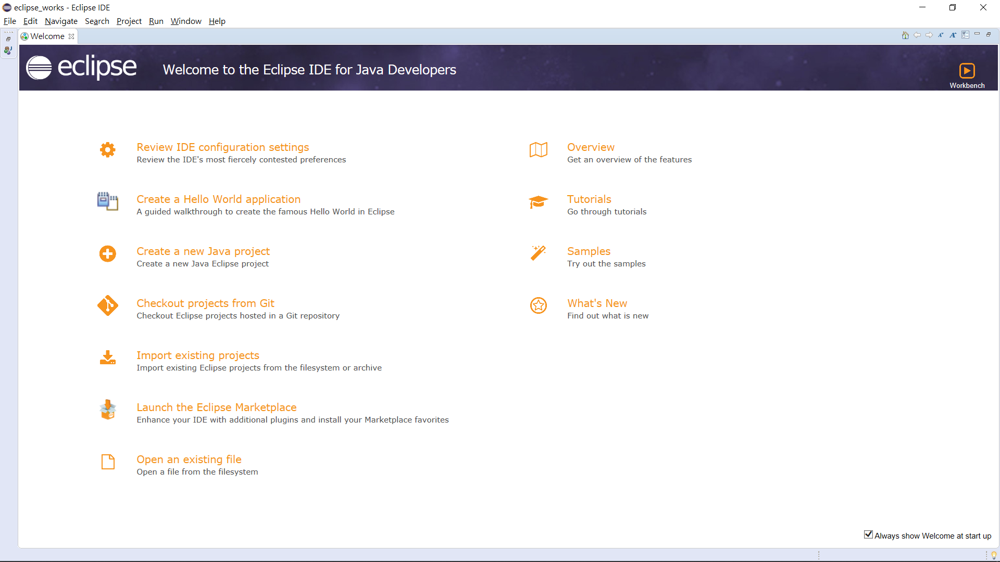 eclipse_works - Eclipse IDE
File Edit Navigate Search Project Run Window Help
Welcome
eclipse Welcome to the Eclipse IDE for Java Developers
Workbench
Review IDE configuration settings
Review the IDE's most fiercely contested preferences
Create a Hello World application
A guided walkthrough to create the famous Hello World in Eclipse
Create a new Java project
Create a new Java Eclipse project
Checkout projects from Git
Checkout Eclipse projects hosted in a Git repository
Import existing projects
Import existing Eclipse projects from the filesystem or archive
Launch the Eclipse Marketplace
Enhance your IDE with additional plugins and install your Marketplace favorites
Open an existing file
Open a file from the filesystem
Overview
Get an overview of the features
Tutorials
Go through tutorials
Samples
Try out the samples
What's New
Find out what is new
Always show Welcome at start up